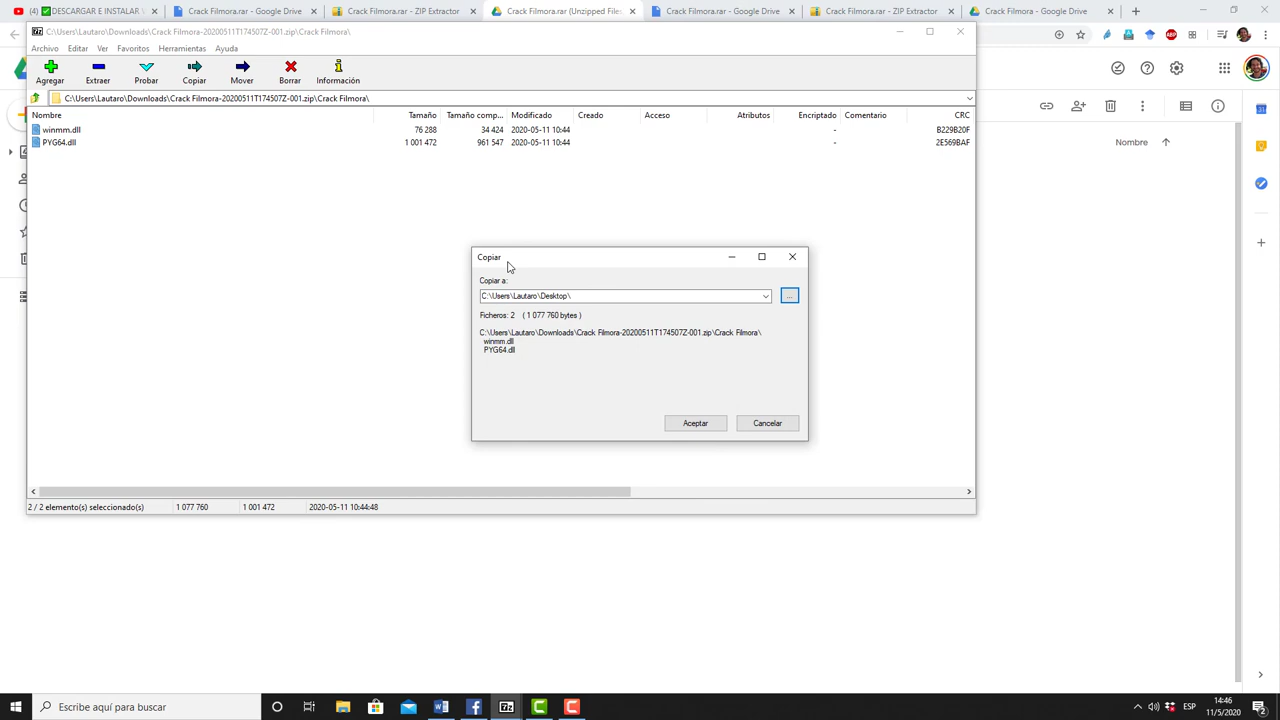 (4) ✅DESCARGAR E INSTALAR \
Crack Filmora.rar - Google Drive
Crack Filmora.rar - ZIP Extractor
Crack Filmora.rar (Unzipped Files
Crack Filmora.rar - Google Drive
Crack Filmora.rar - ZIP Extractor
Crack Filmora - Google Drive
7z C:\Users\Lautaro\Downloads\Crack Filmora-20200511T174507Z-001.zip\Crack Filmora\
Archivo Editar Ver Favoritos Herramientas Ayuda
Agregar Extraer Probar Copiar Mover Borrar Información
C:\Users\Lautaro\Downloads\Crack Filmora-20200511T174507Z-001.zip\Crack Filmora\
Nombre Tamaño Tamaño comp... Modificado Creado Acceso Atributos Encriptado Comentario CRC
winmm.dll 76 288 34 424 2020-05-11 10:44 - B229B20F
PYG64.dll 1 001 472 961 547 2020-05-11 10:44 - 2E569BAF
Nombre
Copiar
Copiar a:
C:\Users\Lautaro\Desktop\
...
Ficheros: 2 ( 1 077 760 bytes )
C:\Users\Lautaro\Downloads\Crack Filmora-20200511T174507Z-001.zip\Crack Filmora\
winmm.dll
PYG64.dll
Aceptar Cancelar
2 / 2 elemento(s) seleccionado(s) 1 077 760 1 001 472 2020-05-11 10:44:48
Escribe aquí para buscar
ESP
14:46
11/5/2020